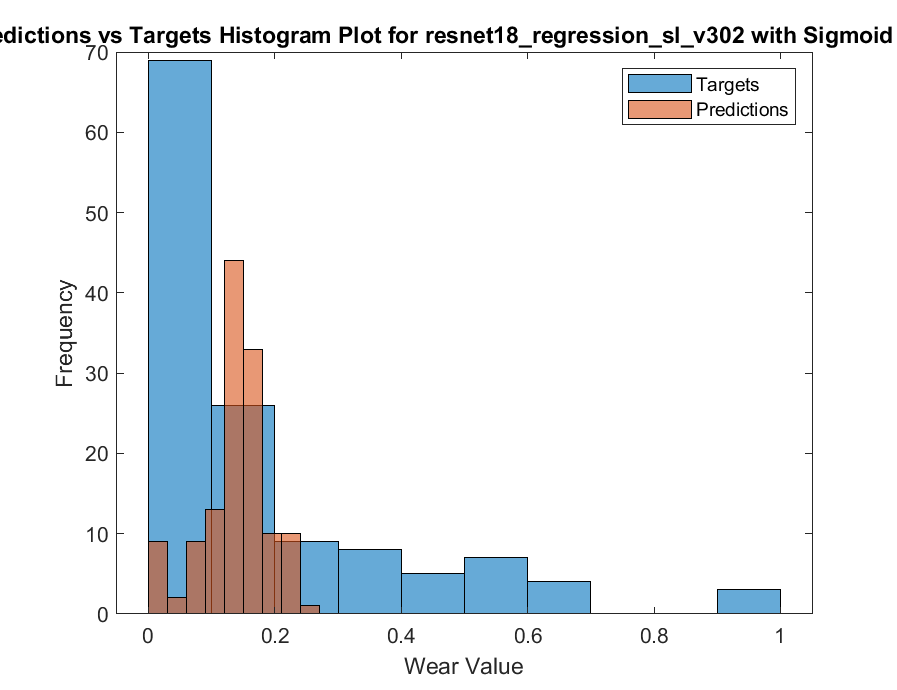 edictions vs Targets Histogram Plot for resnet18_regression_sl_v302 with Sigmoid
Targets
Predictions
70
60
50
40
30
20
10
0
Frequency
0 0.2 0.4 0.6 0.8 1
Wear Value